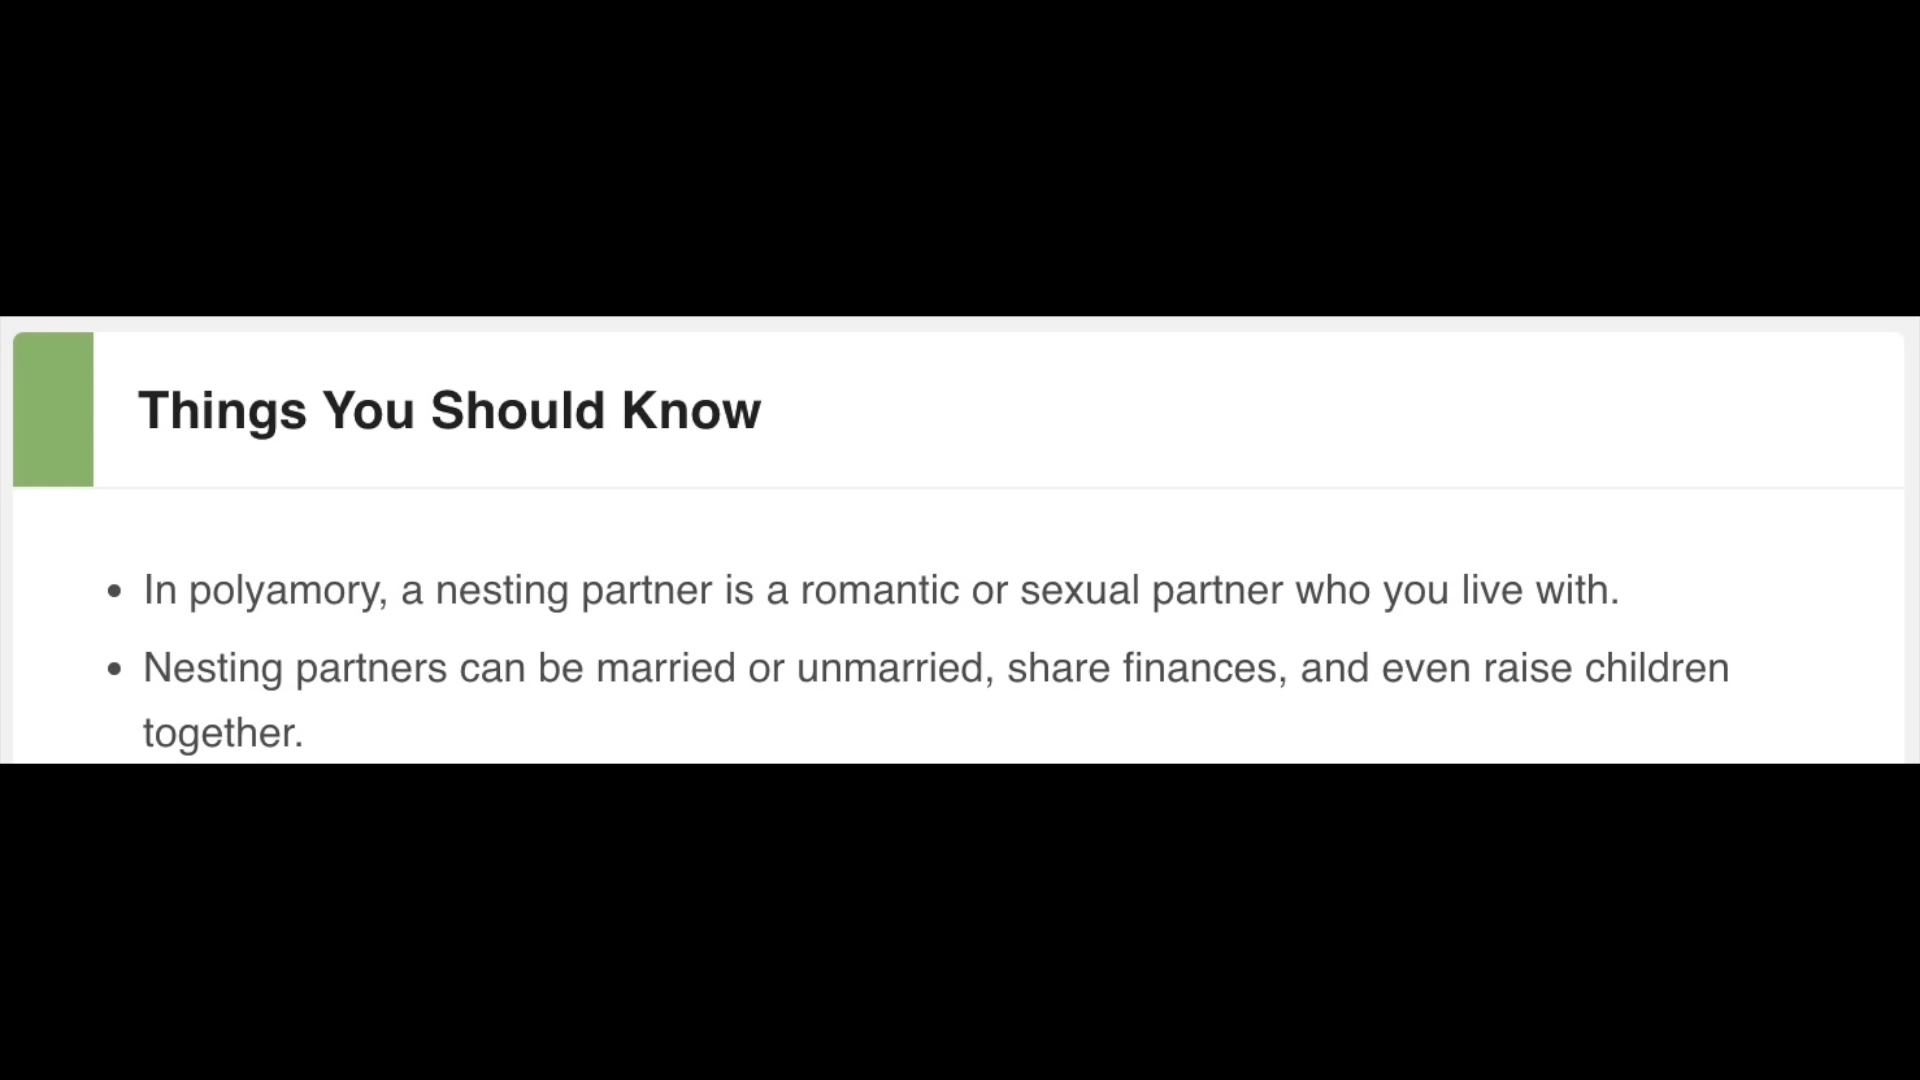 Things You Should Know
• In polyamory, a nesting partner is a romantic or sexual partner who you live with.
• Nesting partners can be married or unmarried, share finances, and even raise children
together.